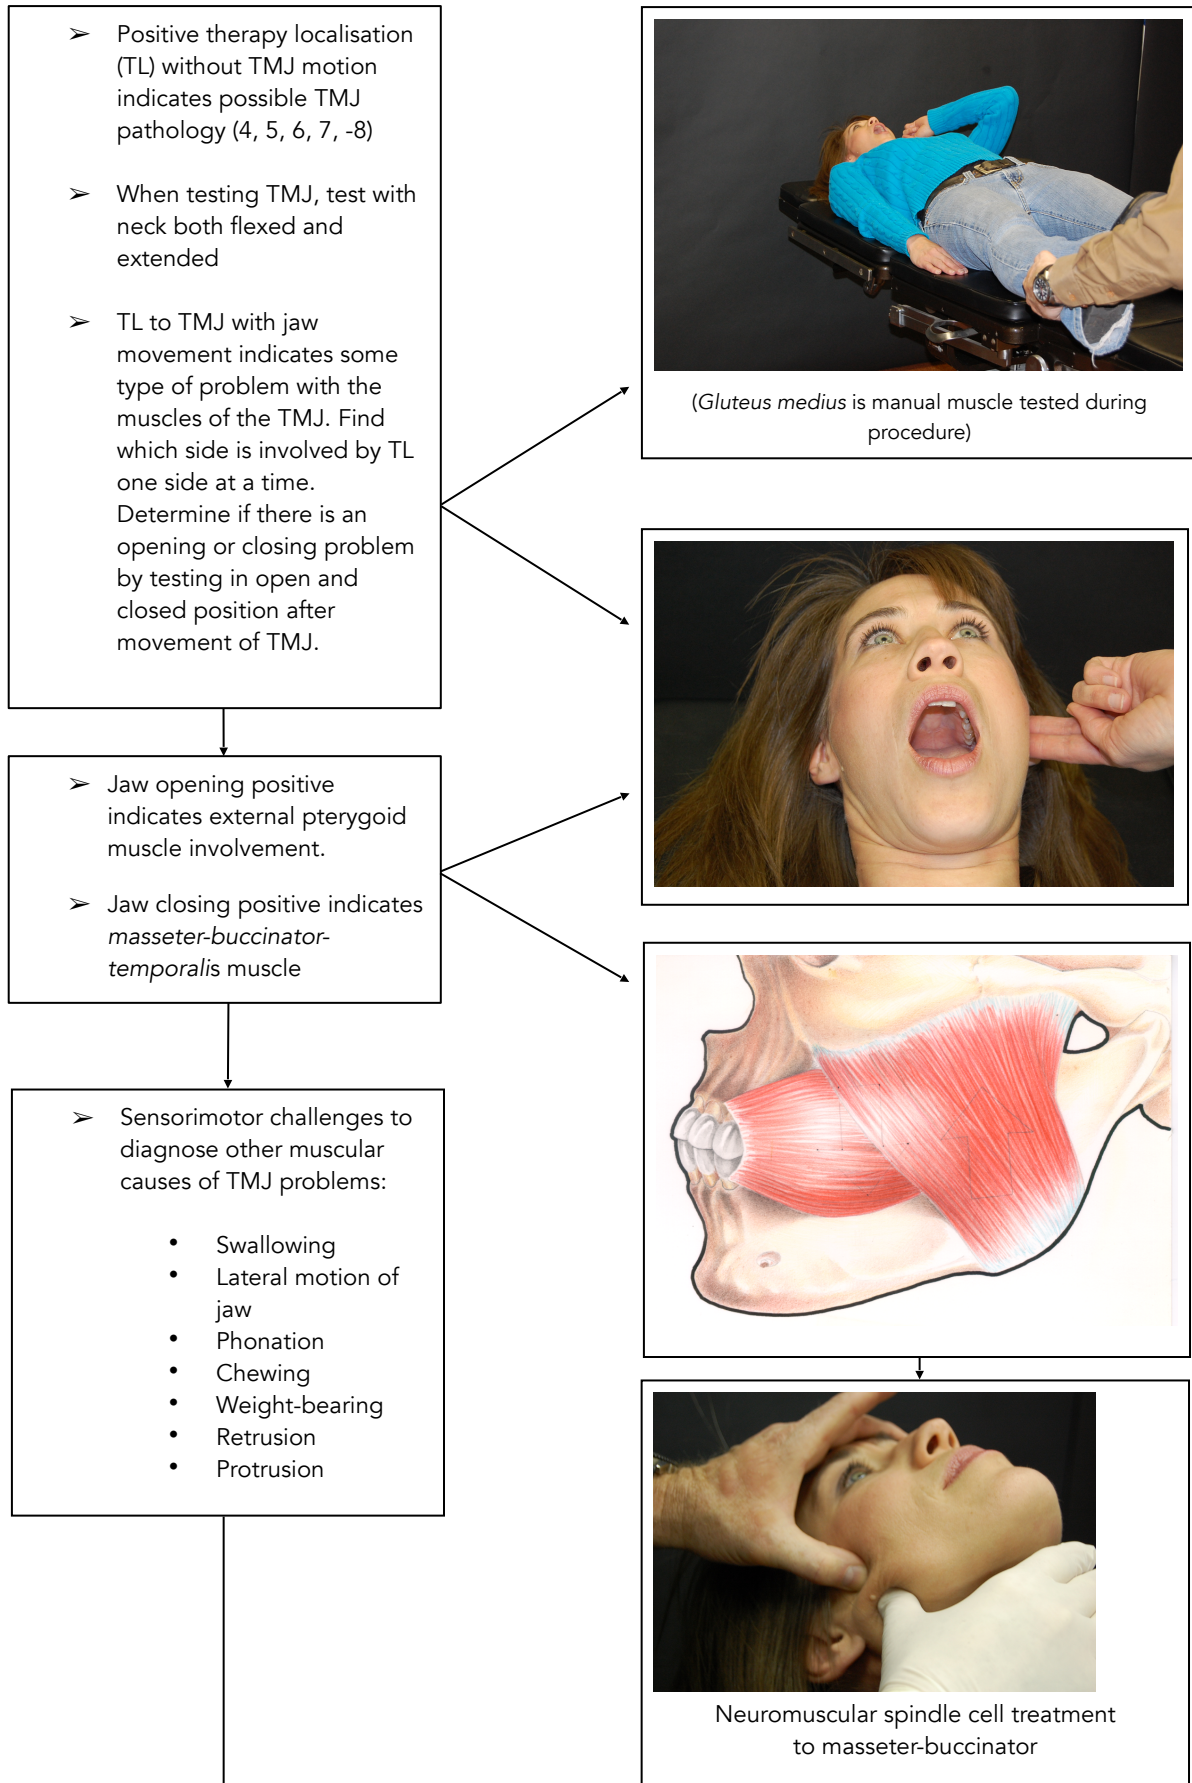 ➢ Positive therapy localisation
(TL) without TMJ motion
indicates possible TMJ
pathology (4, 5, 6, 7, -8)
➢ When testing TMJ, test with
neck both flexed and
extended
➢ TL to TMJ with jaw
movement indicates some
type of problem with the
muscles of the TMJ. Find
which side is involved by TL
one side at a time.
Determine if there is an
opening or closing problem
by testing in open and
closed position after
movement of TMJ.
(Gluteus medius is manual muscle tested during
procedure)
➢ Jaw opening positive
indicates external pterygoid
muscle involvement.
➢ Jaw closing positive indicates
masseter-buccinator-
temporalis muscle
➢ Sensorimotor challenges to
diagnose other muscular
causes of TMJ problems:
• Swallowing
• Lateral motion of
jaw
• Phonation
• Chewing
• Weight-bearing
• Retrusion
• Protrusion
Neuromuscular spindle cell treatment
to masseter-buccinator